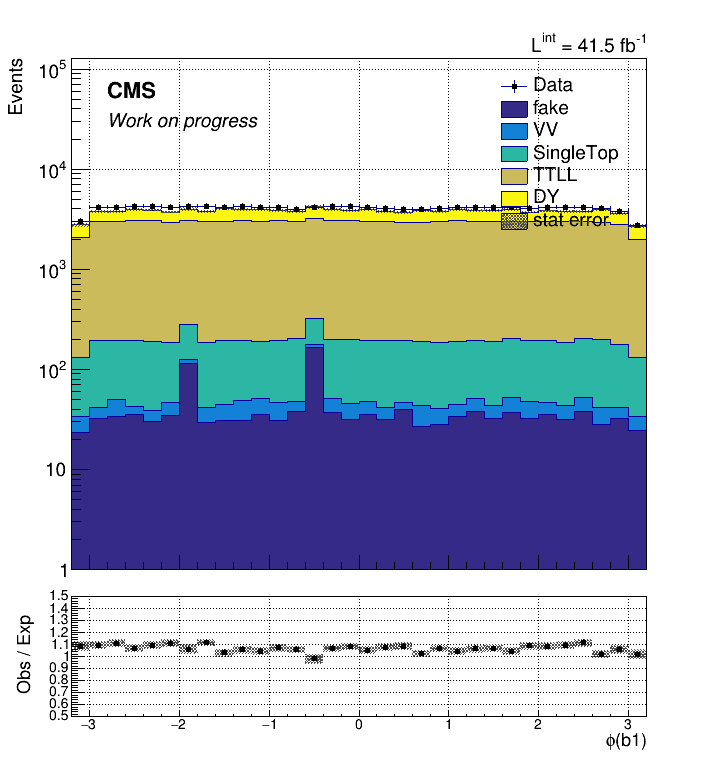 L^int = 41.5 fb^-1
Events
10^5
10^4
10^3
10^2
10
1
CMS
Work on progress
Data
fake
VV
SingleTop
TTLL
DY
stat error
Obs / Exp
1.5
1.4
1.3
1.2
1.1
1
0.9
0.8
0.7
0.6
0.5
−3 −2 −1 0 1 2 3
ϕ(b1)